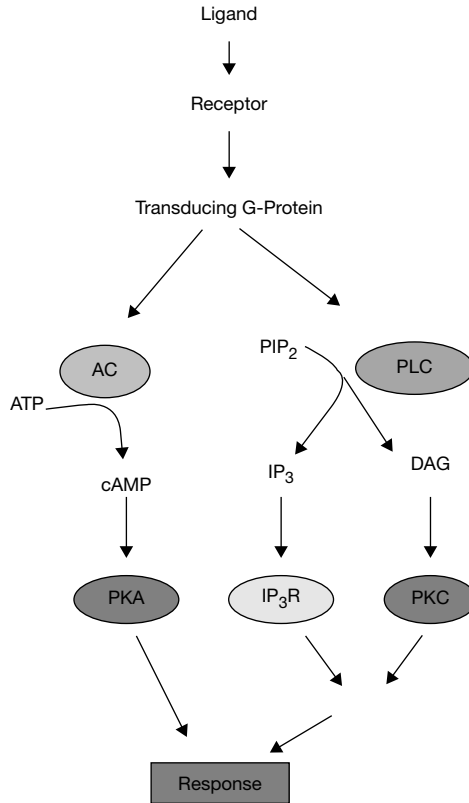 Ligand
Receptor
Transducing G-Protein
AC
PIP₂
PLC
ATP
cAMP
IP₃
DAG
PKA
IP₃R
PKC
Response